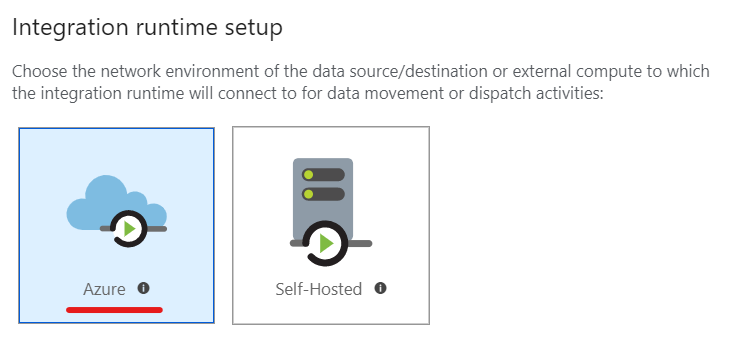 Integration runtime setup
Choose the network environment of the data source/destination or external compute to which
the integration runtime will connect to for data movement or dispatch activities:
Azure
Self-Hosted